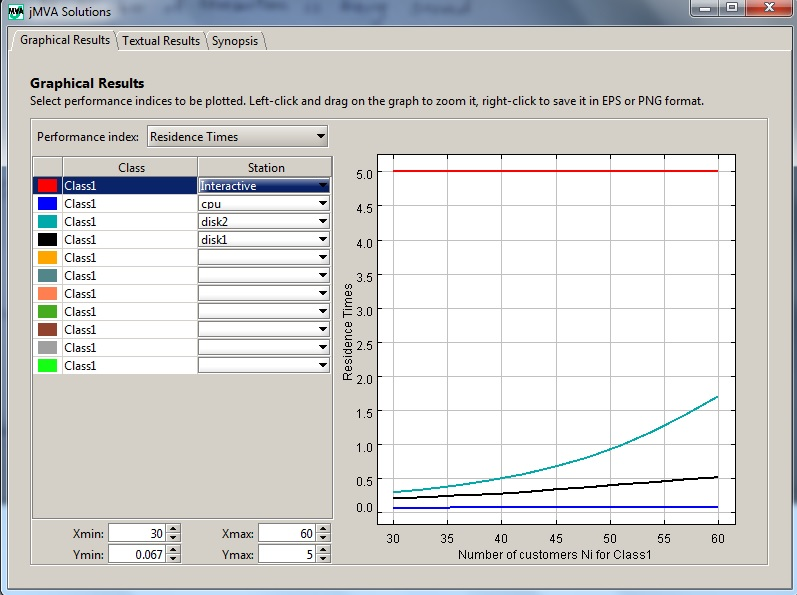 jMVA Solutions
Graphical Results Textual Results Synopsis
Graphical Results
Select performance indices to be plotted. Left-click and drag on the graph to zoom it, right-click to save it in EPS or PNG format.
Performance index: Residence Times
Class Station
Class1 Interactive
Class1 cpu
Class1 disk2
Class1 disk1
Class1
Class1
Class1
Class1
Class1
Class1
Class1
Xmin: 30 Xmax: 60
Ymin: 0.067 Ymax: 5
Residence Times
5.0
4.5
4.0
3.5
3.0
2.5
2.0
1.5
1.0
0.5
0.0
30 35 40 45 50 55 60
Number of customers Ni for Class1